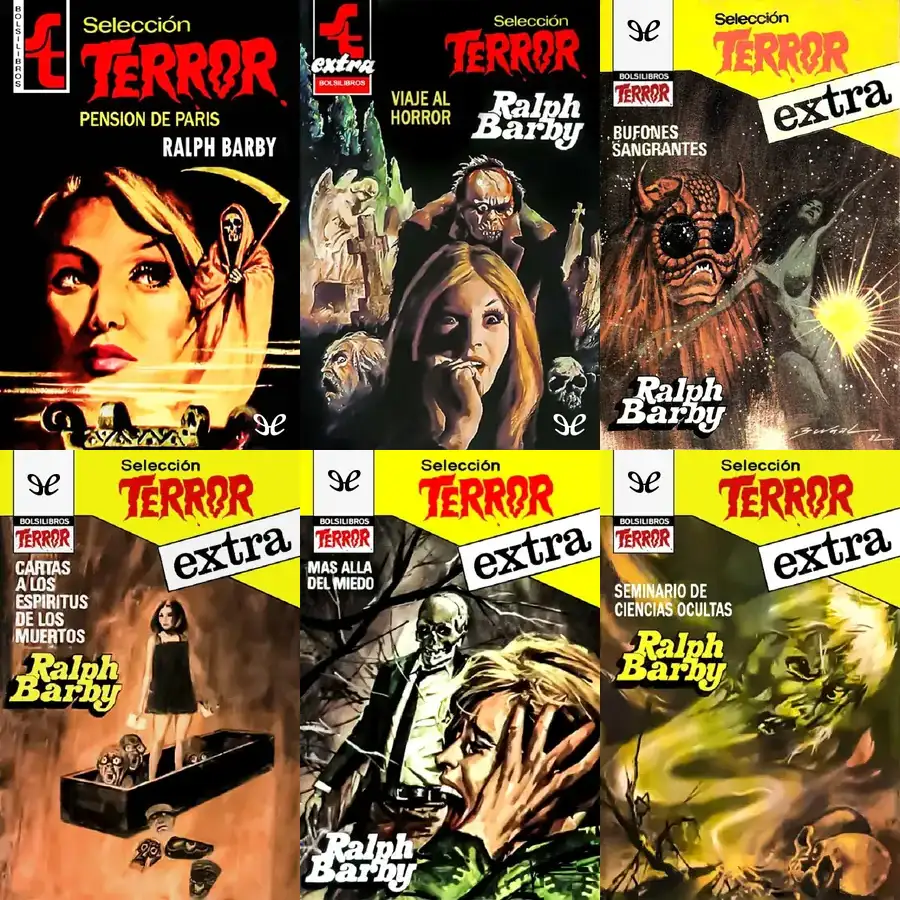 BOLSILIBROS
Selección
TERROR
PENSION DE PARIS
RALPH BARBY
extra
BOLSILIBROS
Selección
TERROR
VIAJE AL
HORROR
Ralph
Barby
Selección
TERROR
extra
BOLSILIBROS
TERROR
BUFONES
SANGRANTES
Ralph
Barby
Selección
TERROR
extra
BOLSILIBROS
TERROR
CARTAS
A LOS
ESPIRITUS
DE LOS
MUERTOS
Ralph
Barby
Selección
TERROR
extra
BOLSILIBROS
TERROR
MAS ALLA
DEL MIEDO
Ralph
Barby
Selección
TERROR
extra
BOLSILIBROS
TERROR
SEMINARIO DE
CIENCIAS OCULTAS
Ralph
Barby